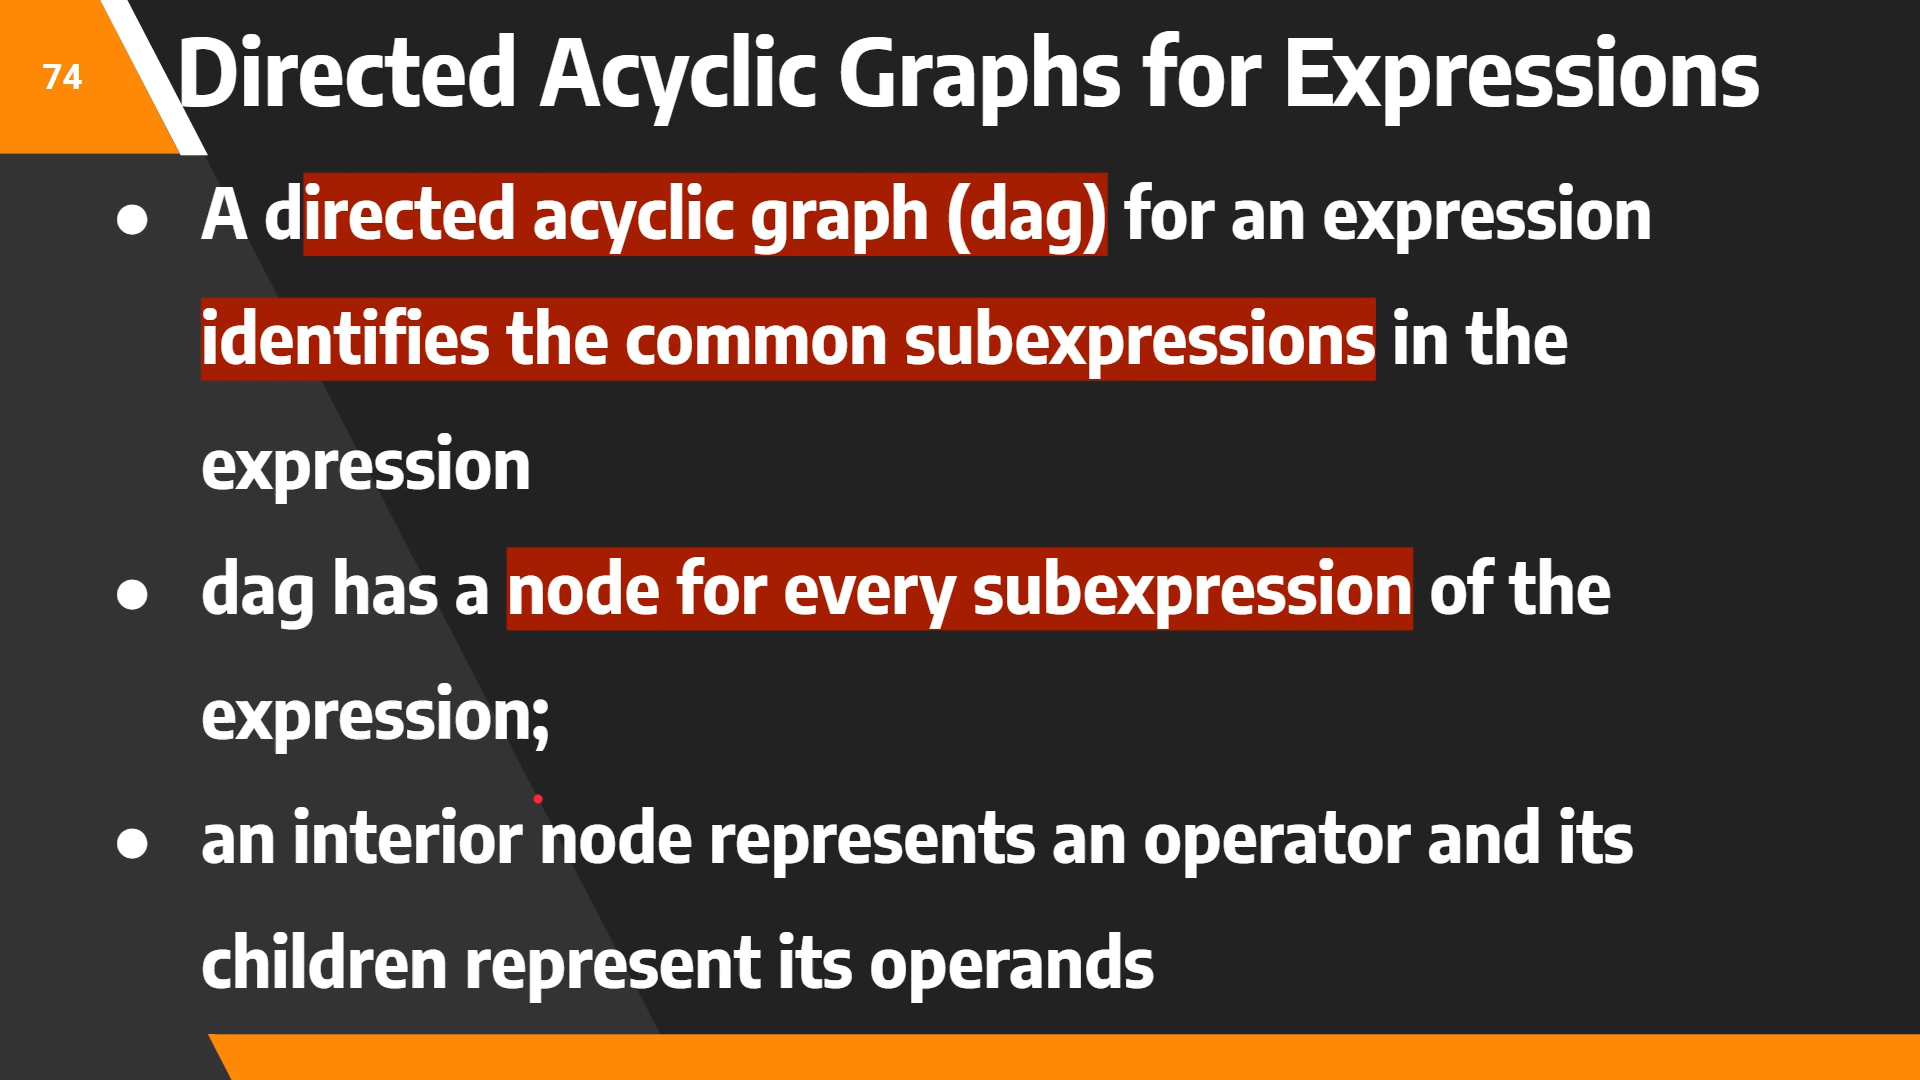 74
Directed Acyclic Graphs for Expressions
● A directed acyclic graph (dag) for an expression
identifies the common subexpressions in the
expression
● dag has a node for every subexpression of the
expression;
● an interior node represents an operator and its
children represent its operands